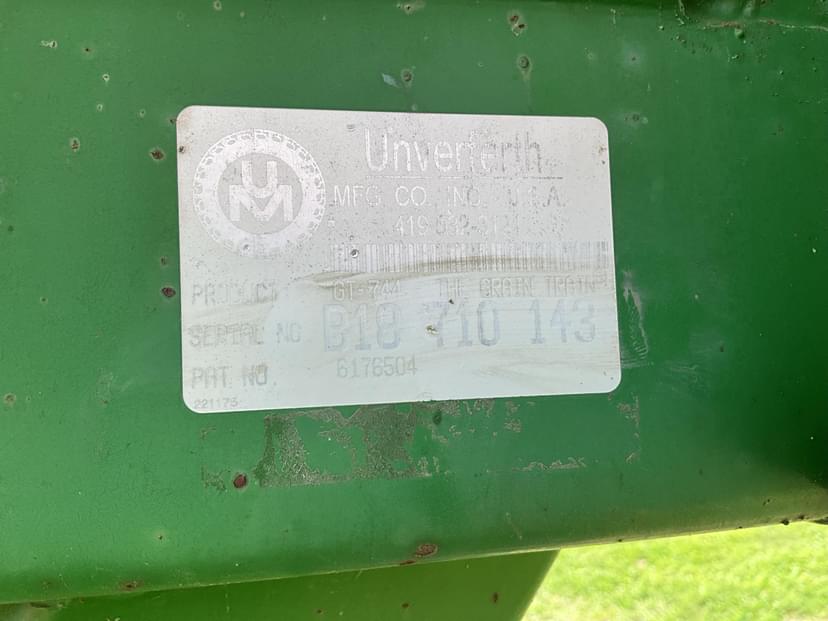 UM
Unverferth
MFG. CO. INC. U.S.A.
419
PRODUCT GT-744 THE GRAIN TRAIN
SERIAL NO B18 710 143
PAT NO. 6176504
221173